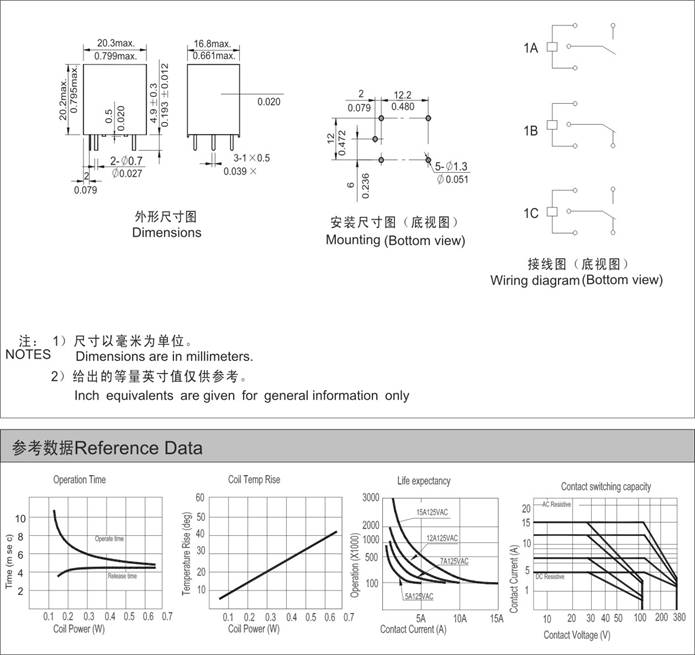 20.3max.
0.799max.
16.8max.
0.661max.
20.2max.
0.795max.
0.5
0.020
4.9±0.3
0.193±0.012
0.020
2-∅0.7
∅0.027
2
0.079
3-1×0.5
0.039×
外形尺寸图
Dimensions
2
0.079
12.2
0.480
12
0.472
6
0.236
5-∅1.3
∅0.051
安装尺寸图（底视图）
Mounting (Bottom view)
1A
1B
1C
接线图（底视图）
Wiring diagram(Bottom view)
注： 1）尺寸以毫米为单位。
NOTES Dimensions are in millimeters.
2）给出的等量英寸值仅供参考。
Inch equivalents are given for general information only
参考数据Reference Data
Operation Time
Time (m se c)
10
8
6
4
2
Operate time
Release time
0.1 0.2 0.3 0.4 0.5 0.6 0.7
Coil Power (W)
Coil Temp Rise
Temperature Rise (deg)
60
50
40
30
20
10
0.1 0.2 0.3 0.4 0.5 0.6 0.7
Coil Power (W)
Life expectancy
Operation (X1000)
3000
2000
1000
500
100
15A125VAC
12A125VAC
7A125VAC
5A125VAC
5A 10A 15A
Contact Current (A)
Contact switching capacity
Contact Current (A)
20
15
10
5
1
AC Resistive
DC Resistive
10 20 30 40 50 100 200 380
Contact Voltage (V)